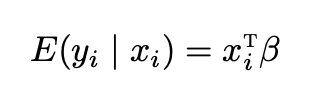 E(y_i | x_i) = x_i^T β